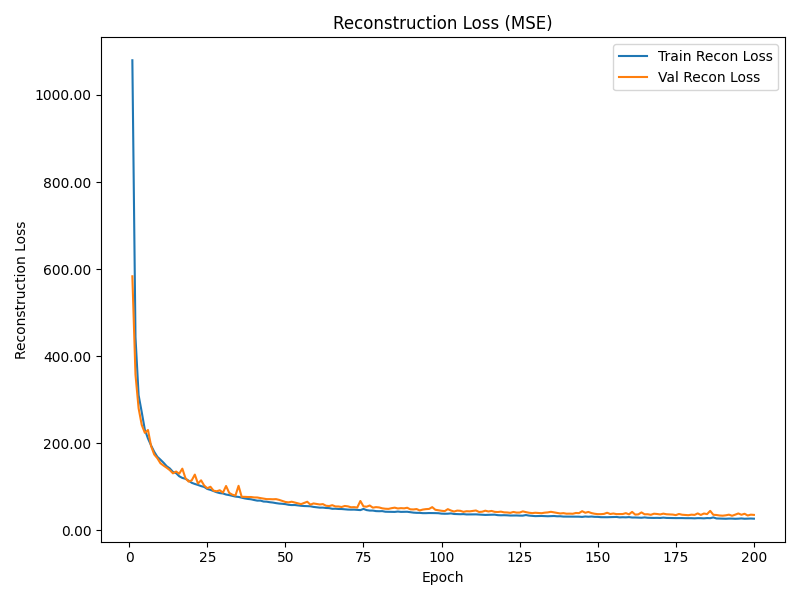 Reconstruction Loss (MSE)
Train Recon Loss
Val Recon Loss
1000.00
800.00
600.00
400.00
200.00
0.00
Reconstruction Loss
0 25 50 75 100 125 150 175 200
Epoch